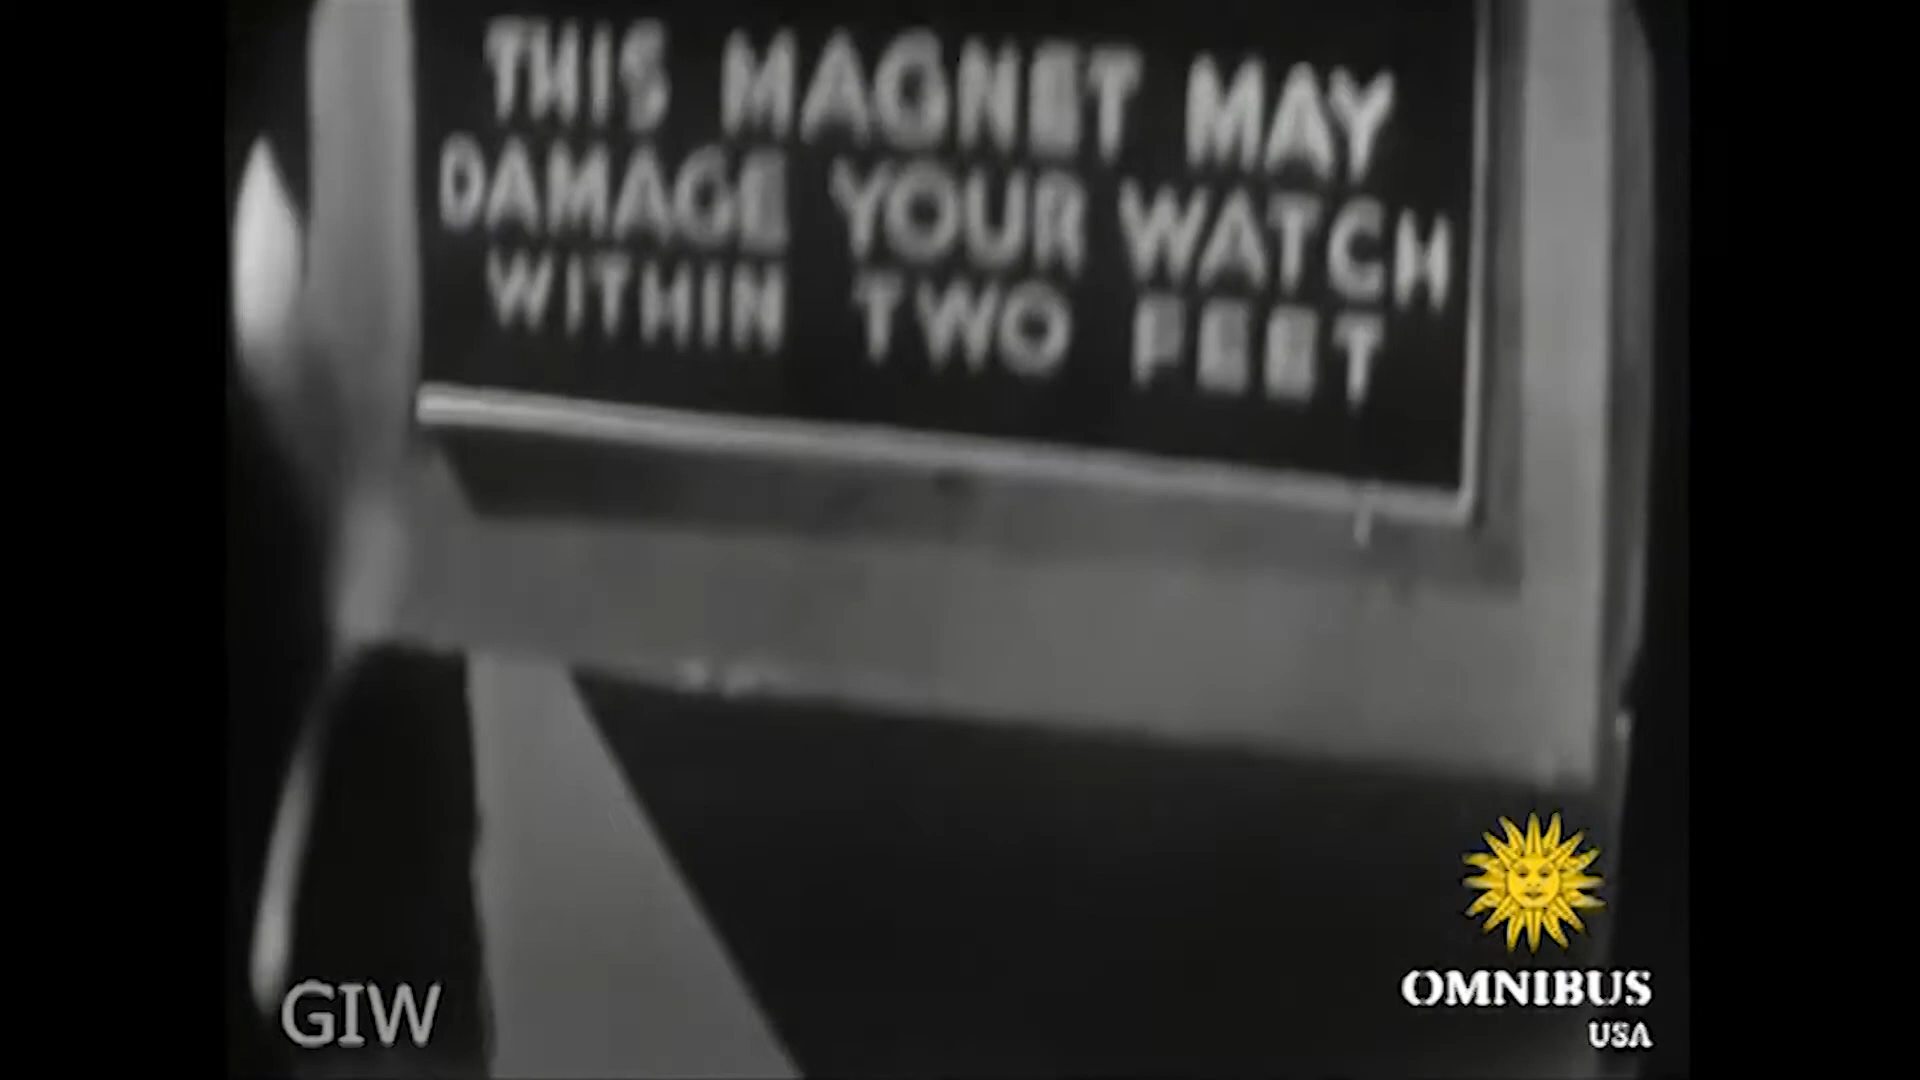 THIS MAGNET MAY
DAMAGE YOUR WATCH
WITHIN TWO FEET
GIW
OMNIBUS
USA